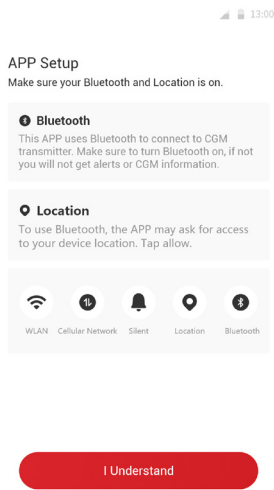 13:00
APP Setup
Make sure your Bluetooth and Location is on.
Bluetooth
This APP uses Bluetooth to connect to CGM
transmitter. Make sure to turn Bluetooth on, if not
you will not get alerts or CGM information.
Location
To use Bluetooth, the APP may ask for access
to your device location. Tap allow.
WLAN Cellular Network Silent Location Bluetooth
I Understand